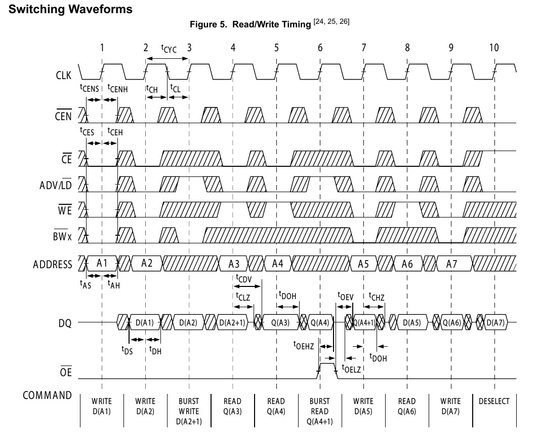 Switching Waveforms
Figure 5. Read/Write Timing [24, 25, 26]
1 2 3 4 5 6 7 8 9 10
tCYC
CLK
tCENS tCENH tCH tCL
CEN
tCES tCEH
CE
ADV/LD
WE
BWx
ADDRESS A1 A2 A3 A4 A5 A6 A7
tAS tAH tCDV
tCLZ tDOH tOEV tCHZ
DQ D(A1) D(A2) D(A2+1) Q(A3) Q(A4) Q(A4+1) D(A5) Q(A6) D(A7)
tDS tDH tOEHZ tDOH
tOELZ
OE
COMMAND
WRITE D(A1)
WRITE D(A2)
BURST WRITE D(A2+1)
READ Q(A3)
READ Q(A4)
BURST READ Q(A4+1)
WRITE D(A5)
READ Q(A6)
WRITE D(A7)
DESELECT